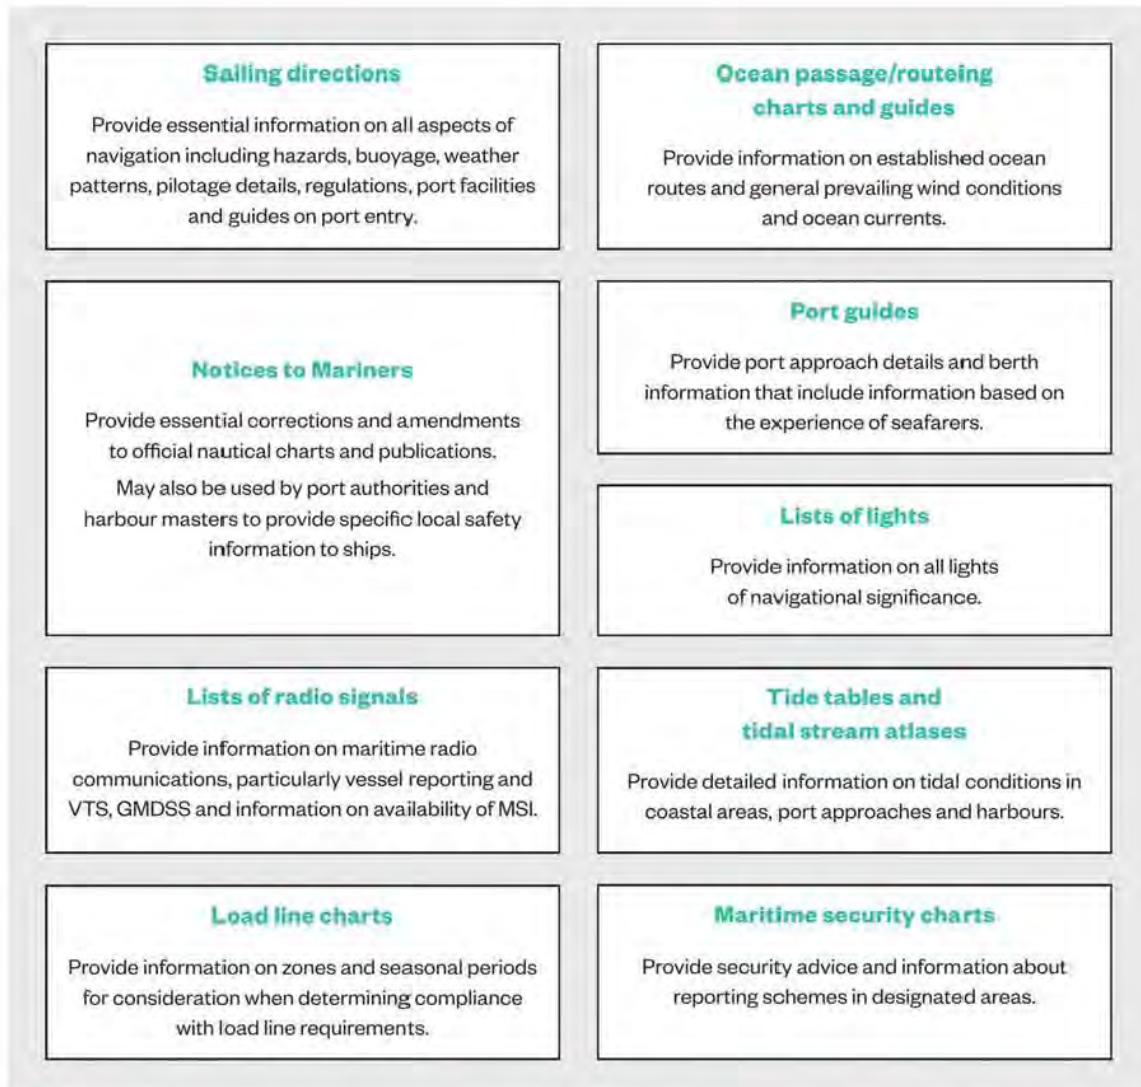 Sailing directions
Provide essential information on all aspects of
navigation including hazards, buoyage, weather
patterns, pilotage details, regulations, port facilities
and guides on port entry.
Ocean passage/routeing
charts and guides
Provide information on established ocean
routes and general prevailing wind conditions
and ocean currents.
Notices to Mariners
Provide essential corrections and amendments
to official nautical charts and publications.
May also be used by port authorities and
harbour masters to provide specific local safety
information to ships.
Port guides
Provide port approach details and berth
information that include information based on
the experience of seafarers.
Lists of lights
Provide information on all lights
of navigational significance.
Lists of radio signals
Provide information on maritime radio
communications, particularly vessel reporting and
VTS, GMDSS and information on availability of MSI.
Tide tables and
tidal stream atlases
Provide detailed information on tidal conditions in
coastal areas, port approaches and harbours.
Load line charts
Provide information on zones and seasonal periods
for consideration when determining compliance
with load line requirements.
Maritime security charts
Provide security advice and information about
reporting schemes in designated areas.